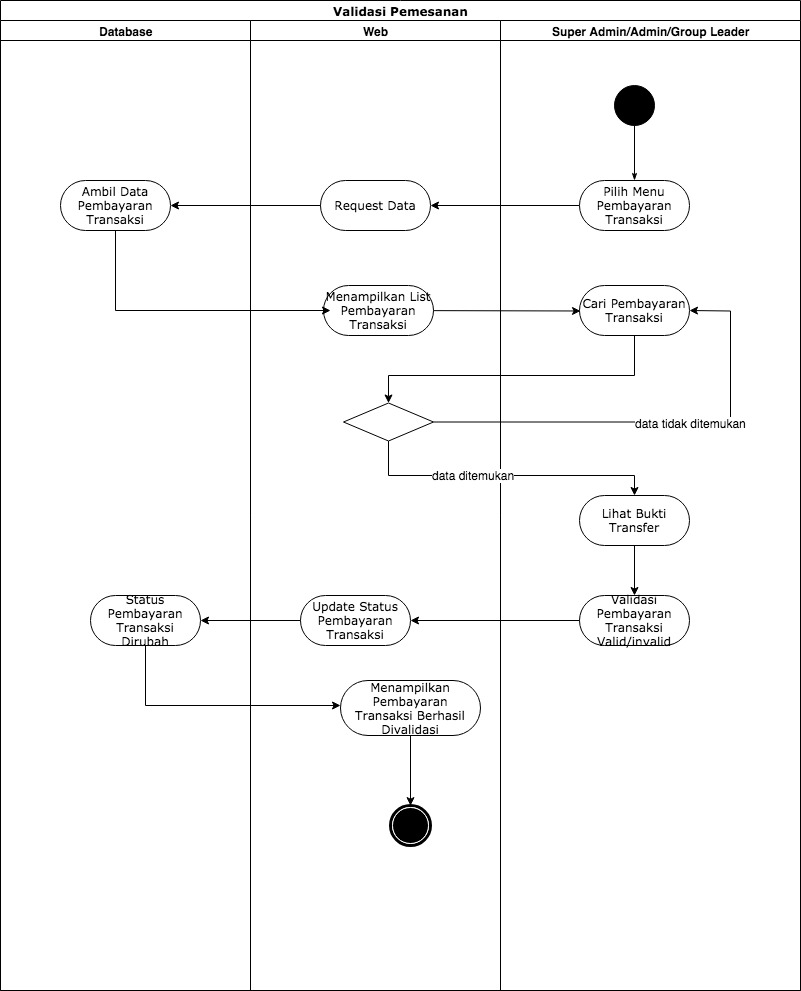 Validasi Pemesanan
Database
Web
Super Admin/Admin/Group Leader
Ambil Data
Pembayaran
Transaksi
Request Data
Pilih Menu
Pembayaran
Transaksi
Menampilkan List
Pembayaran
Transaksi
Cari Pembayaran
Transaksi
data tidak ditemukan
data ditemukan
Lihat Bukti
Transfer
Status
Pembayaran
Transaksi
Dirubah
Update Status
Pembayaran
Transaksi
Validasi
Pembayaran
Transaksi
Valid/invalid
Menampilkan
Pembayaran
Transaksi Berhasil
Divalidasi